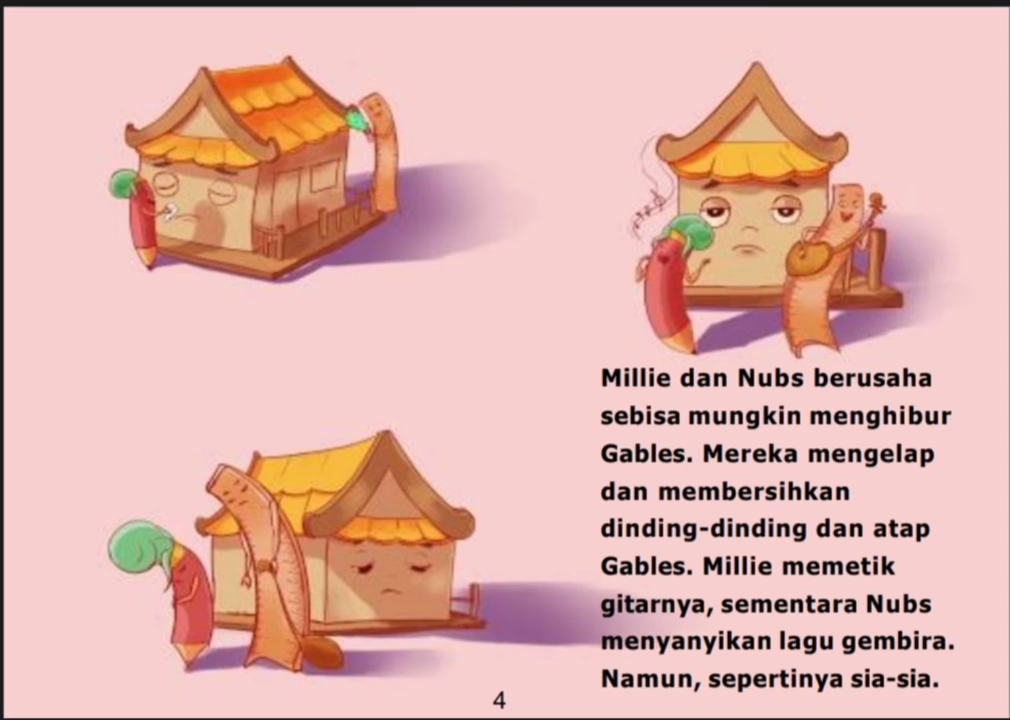 Millie dan Nubs berusaha
sebisa mungkin menghibur
Gables. Mereka mengelap
dan membersihkan
dinding-dinding dan atap
Gables. Millie memetik
gitarnya, sementara Nubs
menyanyikan lagu gembira.
Namun, sepertinya sia-sia.
4